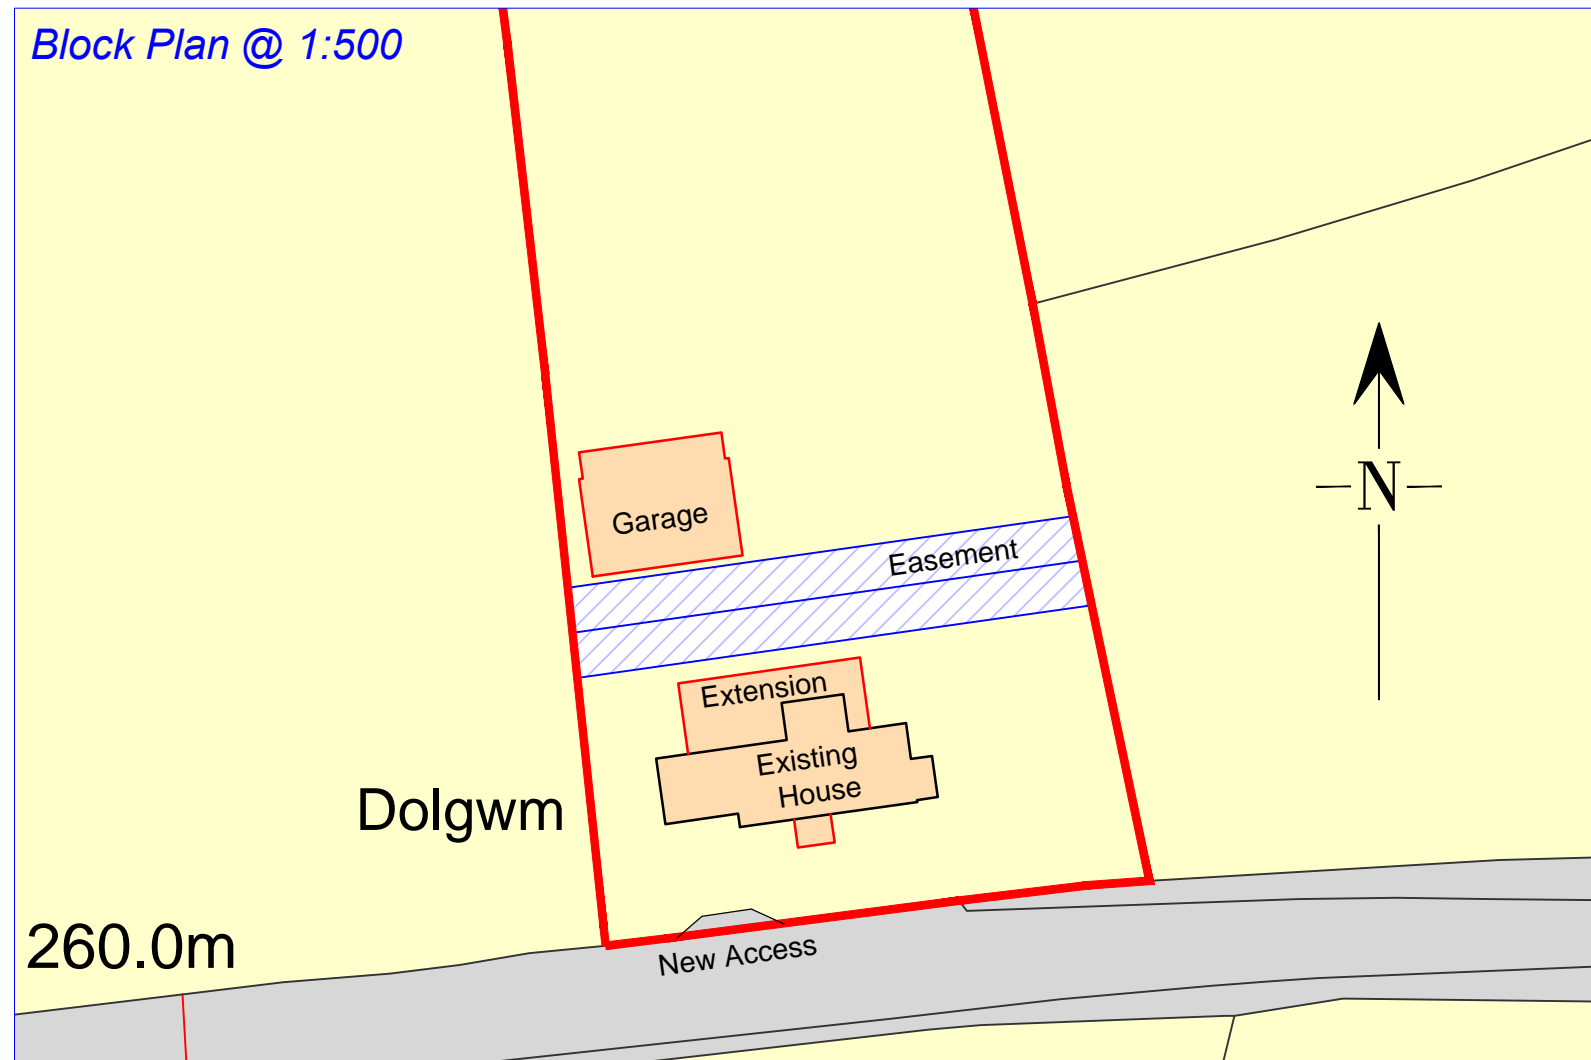 Block Plan @ 1:500
Garage
Easement
N
Extension
Existing
House
Dolgwm
260.0m
New Access